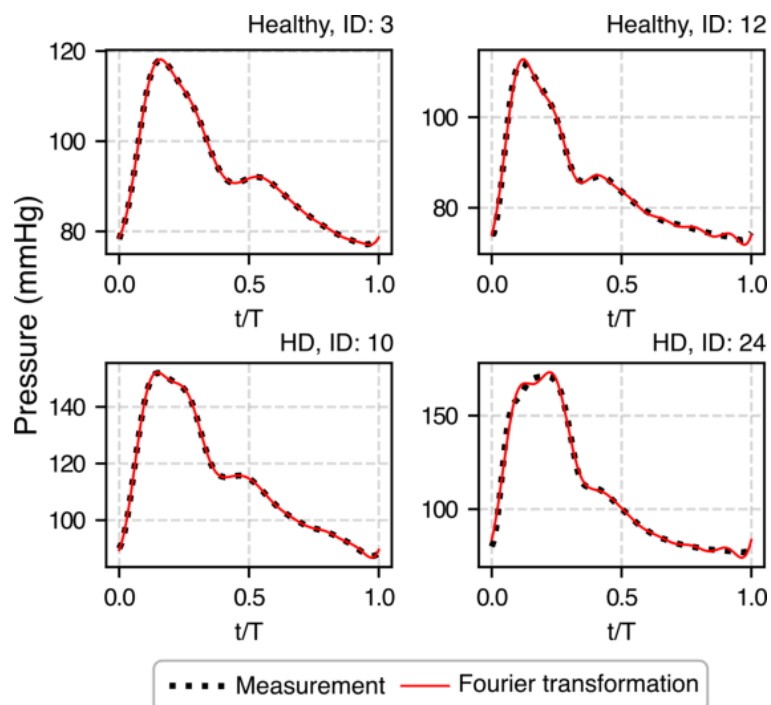 Healthy, ID: 3
Healthy, ID: 12
120
100
80
100
80
0.0 0.5 1.0
0.0 0.5 1.0
t/T
t/T
Pressure (mmHg)
HD, ID: 10
HD, ID: 24
140
120
100
150
100
0.0 0.5 1.0
0.0 0.5 1.0
t/T
t/T
Measurement
Fourier transformation